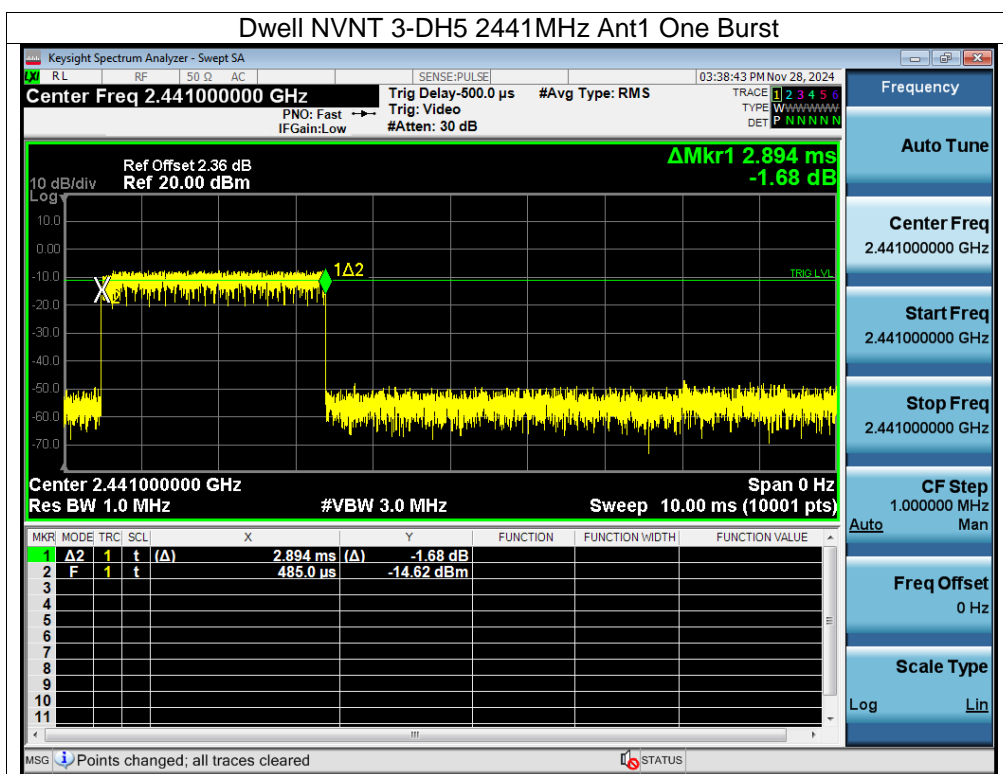 Dwell NVNT 3-DH5 2441MHz Ant1 One Burst
Keysight Spectrum Analyzer - Swept SA
LXI RL RF 50 Ω AC SENSE:PULSE 03:38:43 PM Nov 28, 2024
Center Freq 2.441000000 GHz Trig Delay-500.0 µs #Avg Type: RMS TRACE 1 2 3 4 5 6
PNO: Fast Trig: Video TYPE WWWWWWW
IFGain:Low #Atten: 30 dB DET P N N N N N
Frequency
Auto Tune
Center Freq
2.441000000 GHz
Start Freq
2.441000000 GHz
Stop Freq
2.441000000 GHz
CF Step
1.000000 MHz
Auto Man
Freq Offset
0 Hz
Scale Type
Log Lin
ΔMkr1 2.894 ms
-1.68 dB
Ref Offset 2.36 dB
10 dB/div Ref 20.00 dBm
Log
10.0
0.00
-10.0
-20.0
-30.0
-40.0
-50.0
-60.0
-70.0
1Δ2
TRIG LVL
Center 2.441000000 GHz Span 0 Hz
Res BW 1.0 MHz #VBW 3.0 MHz Sweep 10.00 ms (10001 pts)
MKR MODE TRC SCL X Y FUNCTION FUNCTION WIDTH FUNCTION VALUE
1 Δ2 1 t (Δ) 2.894 ms (Δ) -1.68 dB
2 F 1 t 485.0 µs -14.62 dBm
3
4
5
6
7
8
9
10
11
MSG Points changed; all traces cleared STATUS